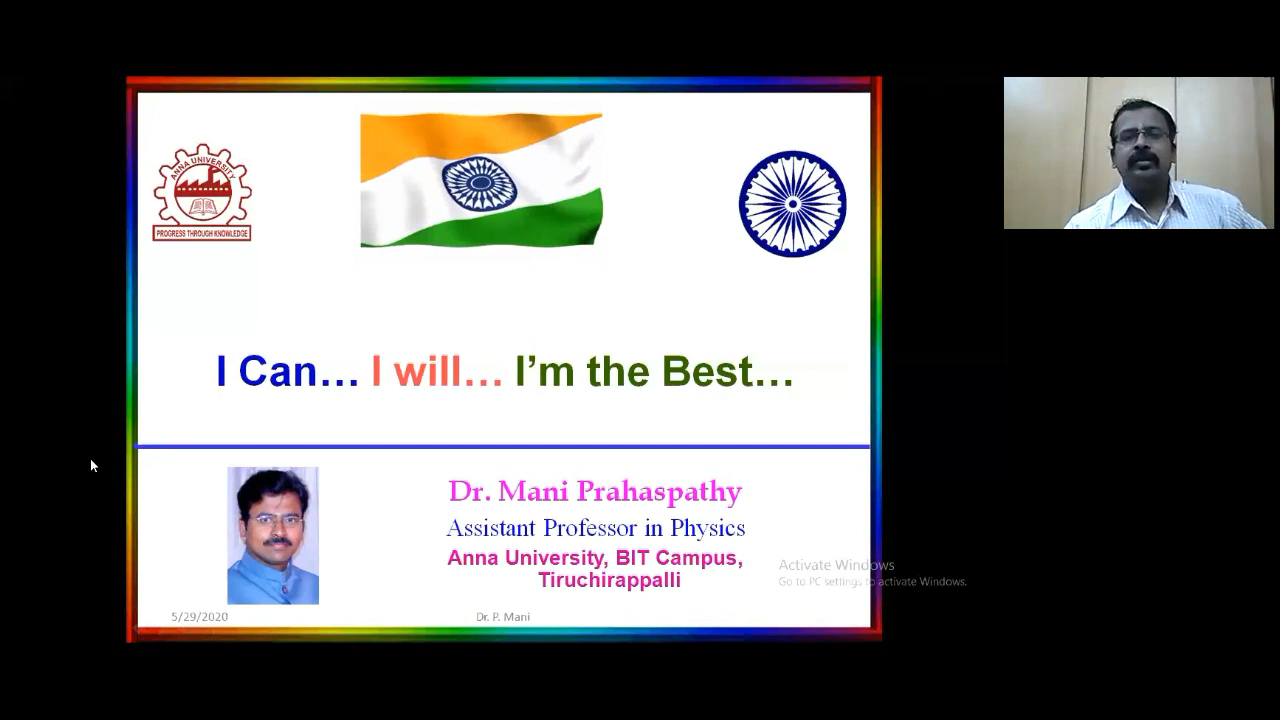 ANNA UNIVERSITY
PROGRESS THROUGH KNOWLEDGE
I Can… I will… I’m the Best…
Dr. Mani Prahaspathy
Assistant Professor in Physics
Anna University, BIT Campus,
Tiruchirappalli
Activate Windows
Go to PC settings to activate Windows.
5/29/2020
Dr. P. Mani